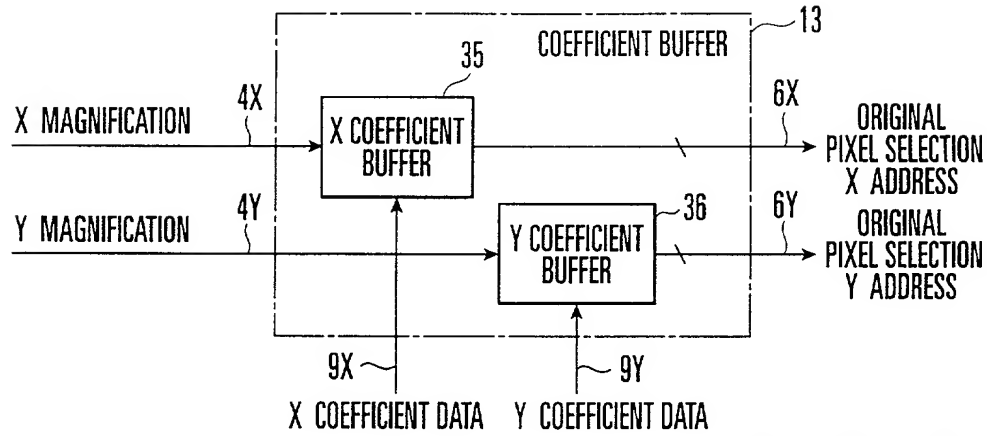 13
COEFFICIENT BUFFER
35
4X
6X
X MAGNIFICATION
X COEFFICIENT
BUFFER
ORIGINAL
PIXEL SELECTION
X ADDRESS
4Y
36
6Y
Y MAGNIFICATION
Y COEFFICIENT
BUFFER
ORIGINAL
PIXEL SELECTION
Y ADDRESS
9X
9Y
X COEFFICIENT DATA
Y COEFFICIENT DATA